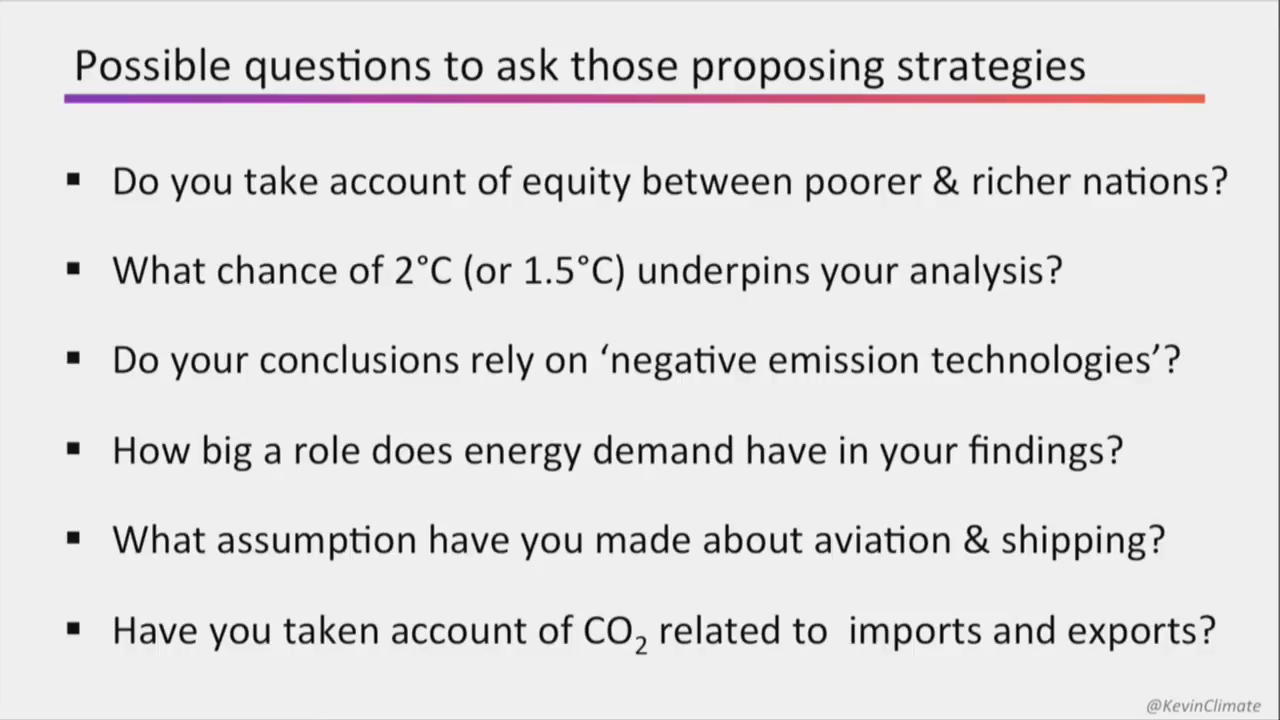 Possible questions to ask those proposing strategies
▪ Do you take account of equity between poorer & richer nations?
▪ What chance of 2°C (or 1.5°C) underpins your analysis?
▪ Do your conclusions rely on ‘negative emission technologies’?
▪ How big a role does energy demand have in your findings?
▪ What assumption have you made about aviation & shipping?
▪ Have you taken account of CO₂ related to  imports and exports?
@KevinClimate